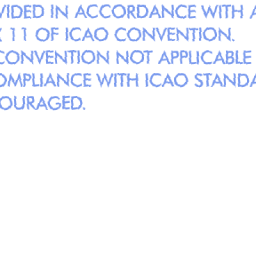 VIDED IN ACCORDANCE WITH A
X 11 OF ICAO CONVENTION.
CONVENTION NOT APPLICABLE
OMPLIANCE WITH ICAO STANDA
OURAGED.